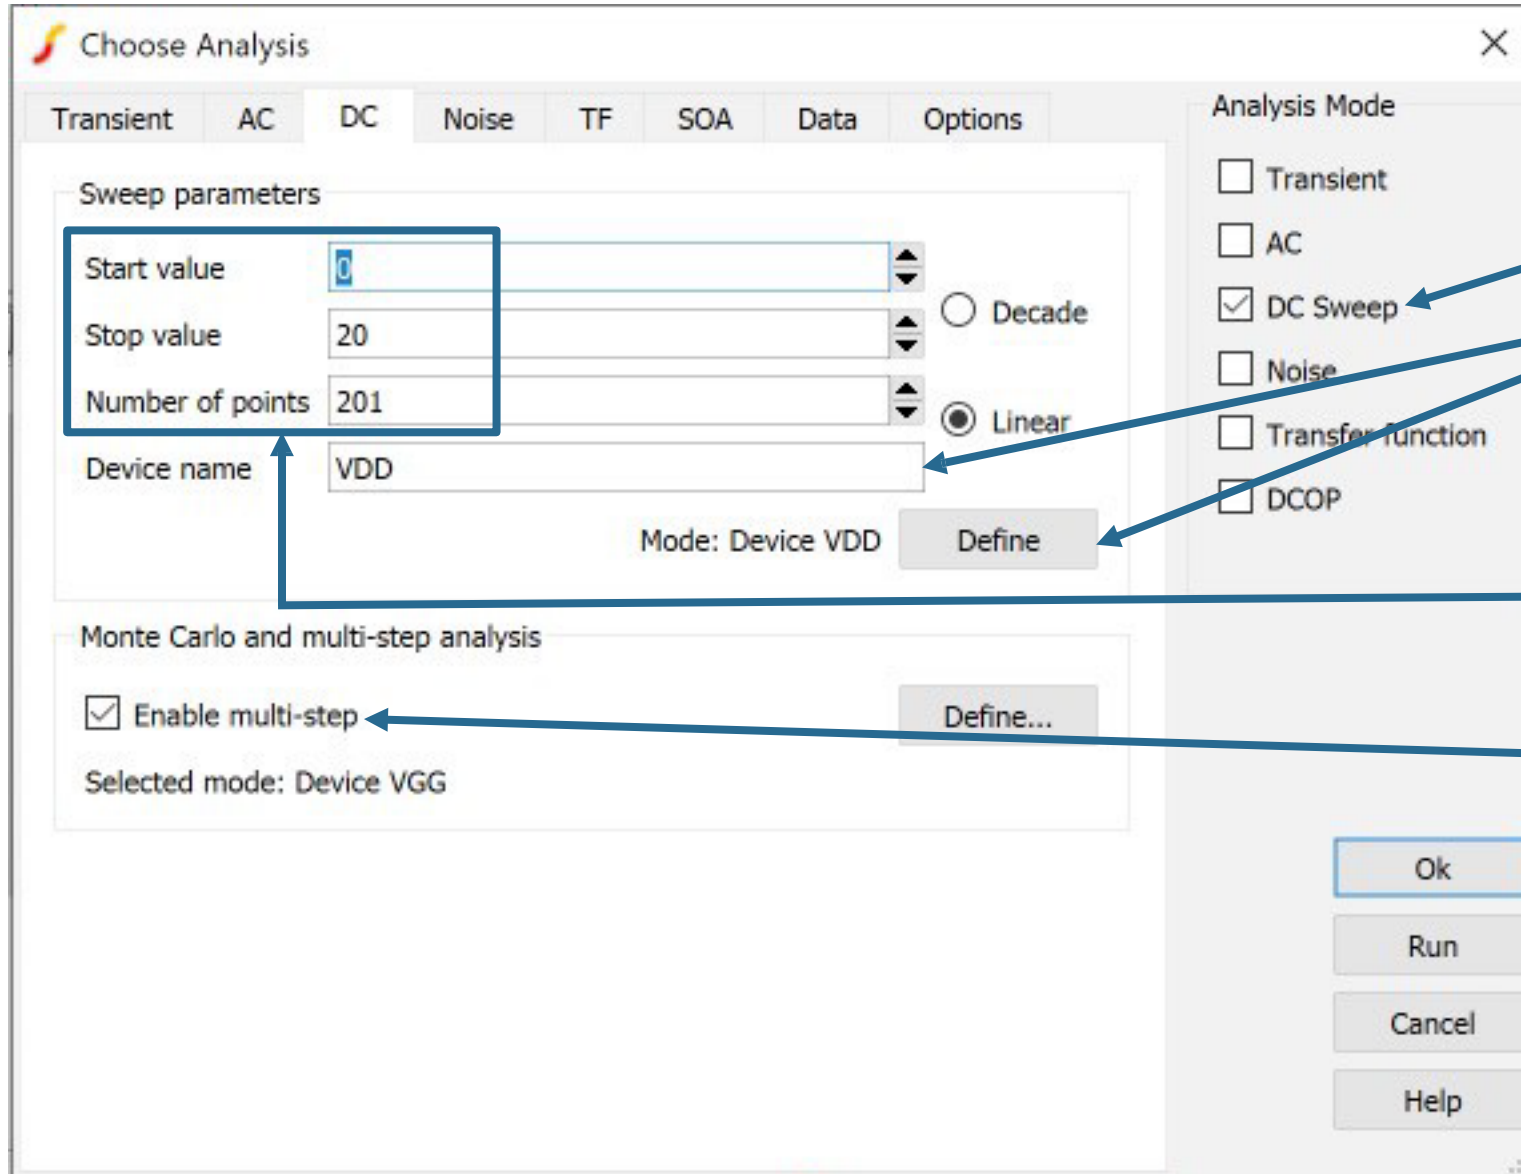 Choose Analysis
Transient AC DC Noise TF SOA Data Options
Sweep parameters
Start value 0
Stop value 20
Number of points 201
Device name VDD
Decade
Linear
Mode: Device VDD Define
Monte Carlo and multi-step analysis
Enable multi-step Define...
Selected mode: Device VGG
Analysis Mode
Transient
AC
DC Sweep
Noise
Transfer function
DCOP
Ok
Run
Cancel
Help